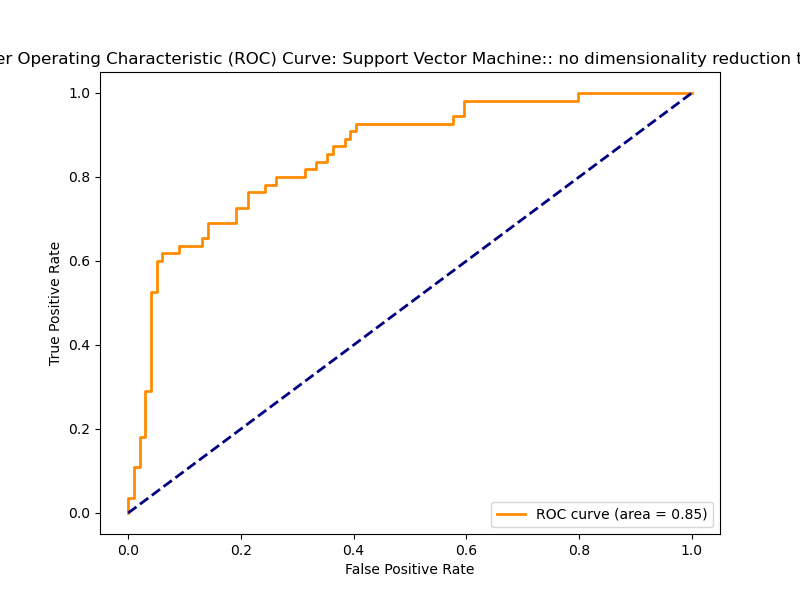 Operating Characteristic (ROC) Curve: Support Vector Machine:: no dimensionality reduction
1.0
0.8
0.6
0.4
0.2
0.0
True Positive Rate
ROC curve (area = 0.85)
0.0 0.2 0.4 0.6 0.8 1.0
False Positive Rate